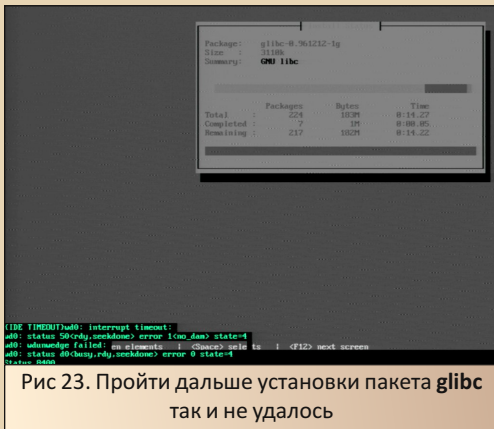 Package: glibc-0.961212-1g
Size : 3110k
Summary: GNU libc
Packages Bytes Time
Total : 224 183M 0:14.27
Completed : 7 1M 0:00.05
Remaining : 217 182M 0:14.22
(IDE TIMEOUT)wd0: interrupt timeout:
wd0: status 50<rdy,seekdone> error 1<no_dam> state=4
wd0: wdunwedge failed: en elements | <Space> selects | <F12> next screen
wd0: status d0<busy,rdy,seekdone> error 0 state=4
Status 0400
Рис 23. Пройти дальше установки пакета glibc
так и не удалось